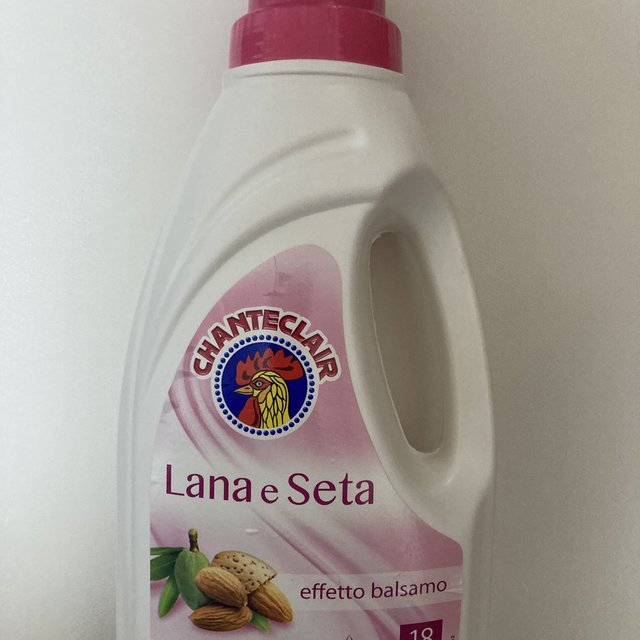 CHANTECLAIR
Lana e Seta
effetto balsamo
18